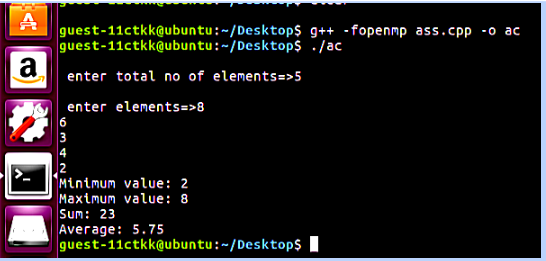 guest-11ctkk@ubuntu:~/Desktop$ g++ -fopenmp ass.cpp -o ac
guest-11ctkk@ubuntu:~/Desktop$ ./ac
enter total no of elements=>5
enter elements=>8
6
3
4
2
Minimum value: 2
Maximum value: 8
Sum: 23
Average: 5.75
guest-11ctkk@ubuntu:~/Desktop$